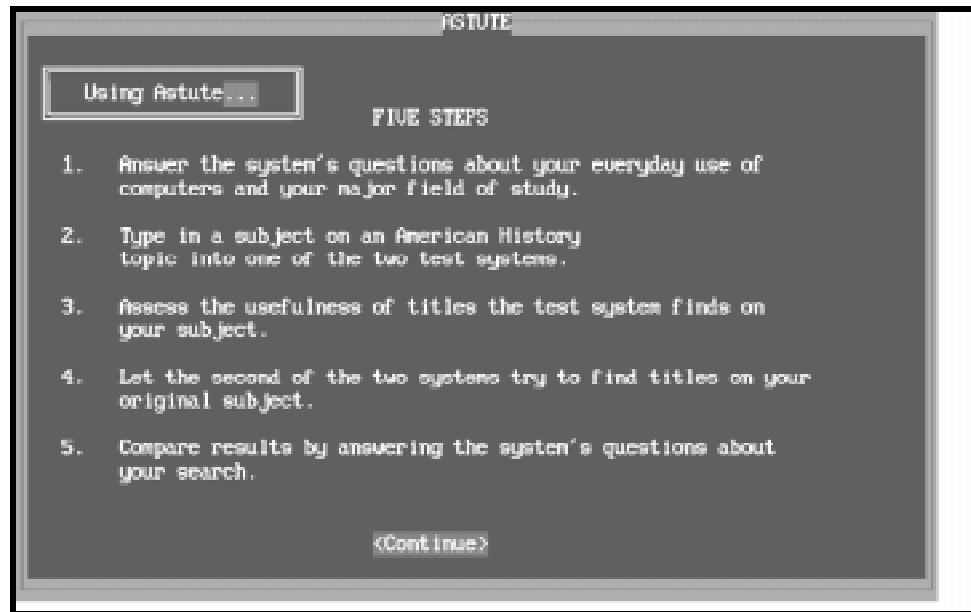 ASTUTE
Using Astute...
FIVE STEPS
1. Answer the system's questions about your everyday use of
computers and your major field of study.
2. Type in a subject on an American History
topic into one of the two test systems.
3. Assess the usefulness of titles the test system finds on
your subject.
4. Let the second of the two systems try to find titles on your
original subject.
5. Compare results by answering the system's questions about
your search.
<Continue>